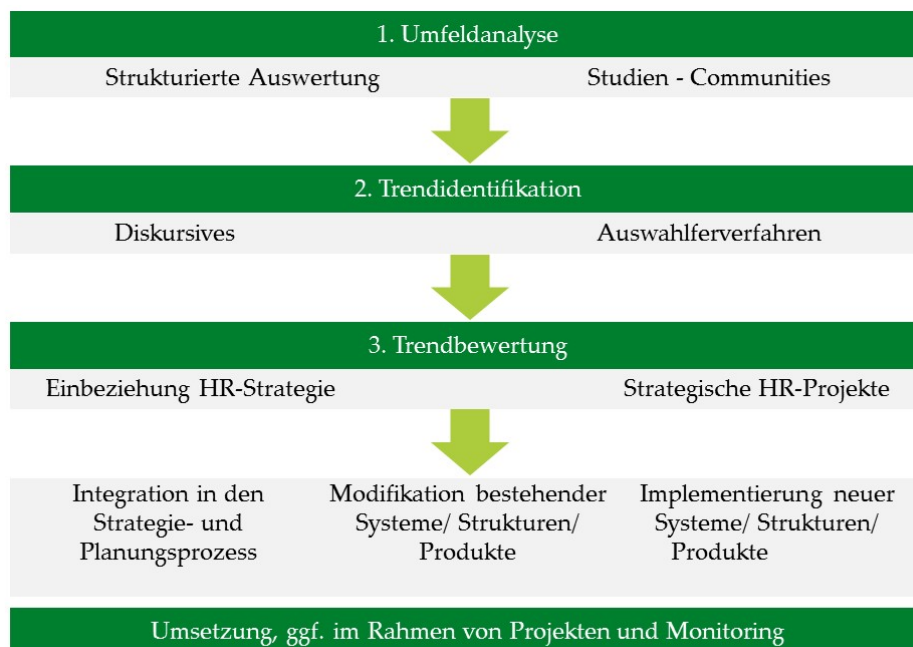 1. Umfeldanalyse
Strukturierte Auswertung Studien - Communities
2. Trendidentifikation
Diskursives Auswahlferverfahren
3. Trendbewertung
Einbeziehung HR-Strategie Strategische HR-Projekte
Integration in den
Strategie- und
Planungsprozess
Modifikation bestehender
Systeme/ Strukturen/
Produkte
Implementierung neuer
Systeme/ Strukturen/
Produkte
Umsetzung, ggf. im Rahmen von Projekten und Monitoring